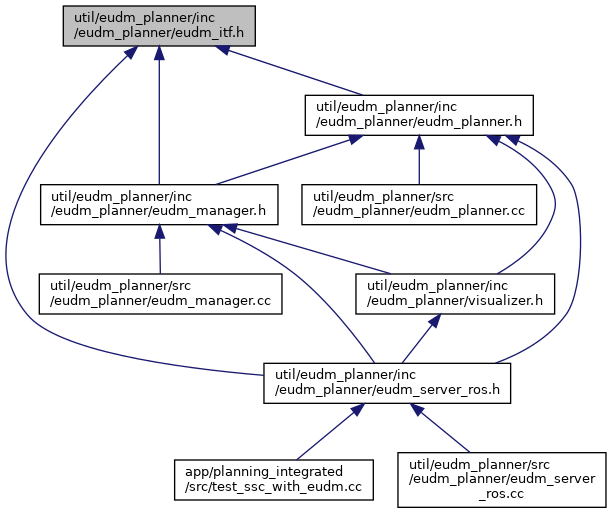 util/eudm_planner/inc
/eudm_planner/eudm_itf.h
util/eudm_planner/inc
/eudm_planner/eudm_planner.h
util/eudm_planner/inc
/eudm_planner/eudm_manager.h
util/eudm_planner/src
/eudm_planner/eudm_planner.cc
util/eudm_planner/src
/eudm_planner/eudm_manager.cc
util/eudm_planner/inc
/eudm_planner/visualizer.h
util/eudm_planner/inc
/eudm_planner/eudm_server_ros.h
app/planning_integrated
/src/test_ssc_with_eudm.cc
util/eudm_planner/src
/eudm_planner/eudm_server
_ros.cc